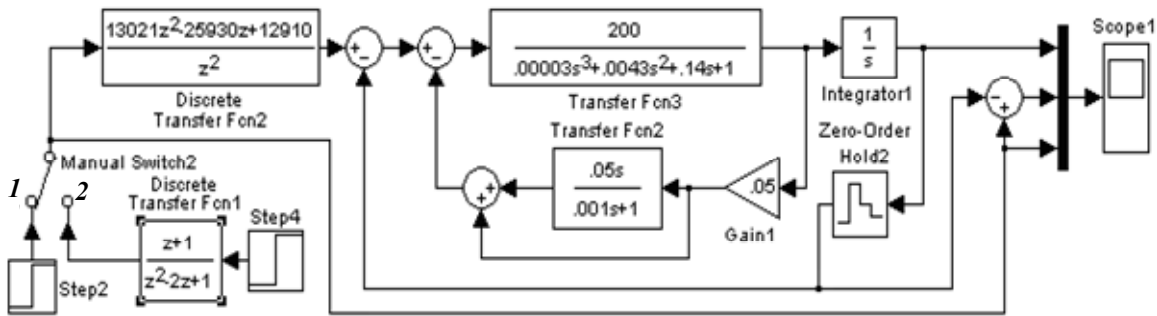 13021z²-25930z+12910
z²
Discrete
Transfer Fcn2
200
.00003s³+.0043s²+.14s+1
Transfer Fcn3
1
s
Integrator1
Scope1
Manual Switch2
1
2
Discrete
Transfer Fcn1
z+1
z²-2z+1
Step2
Step4
Transfer Fcn2
.05s
.001s+1
.05
Gain1
Zero-Order
Hold2